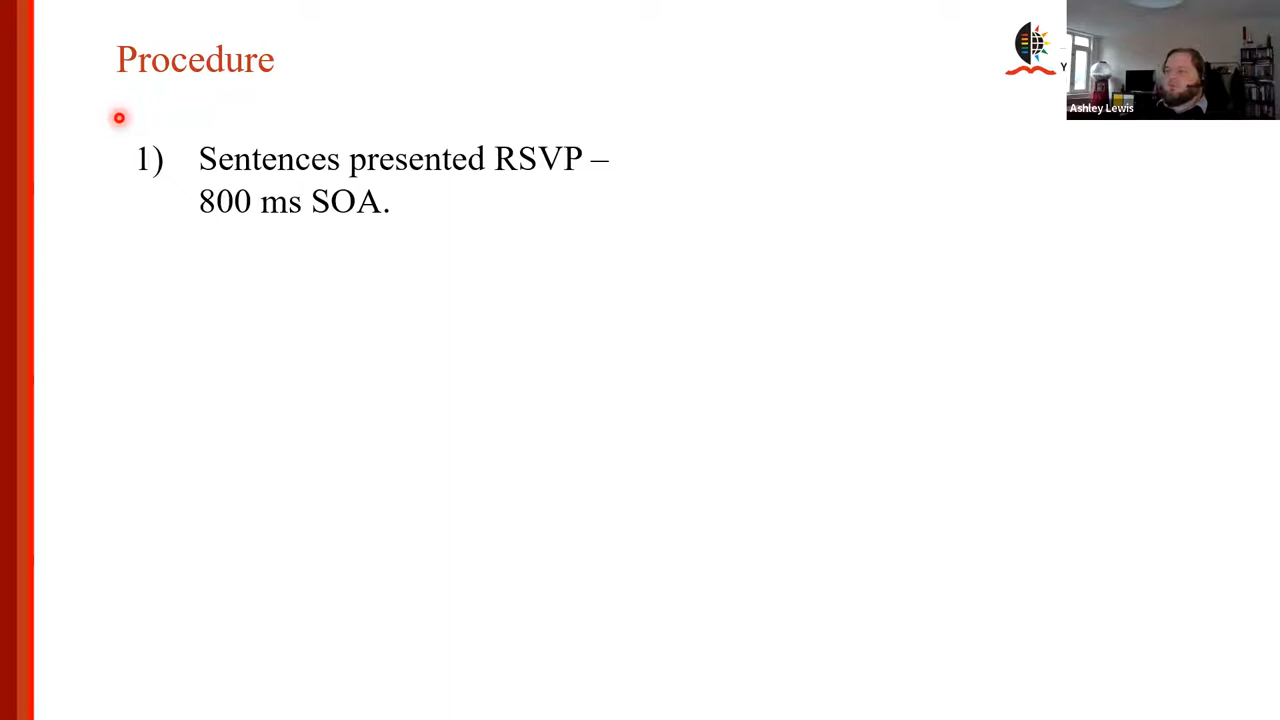 Procedure
1) Sentences presented RSVP –
800 ms SOA.
Y
Ashley Lewis